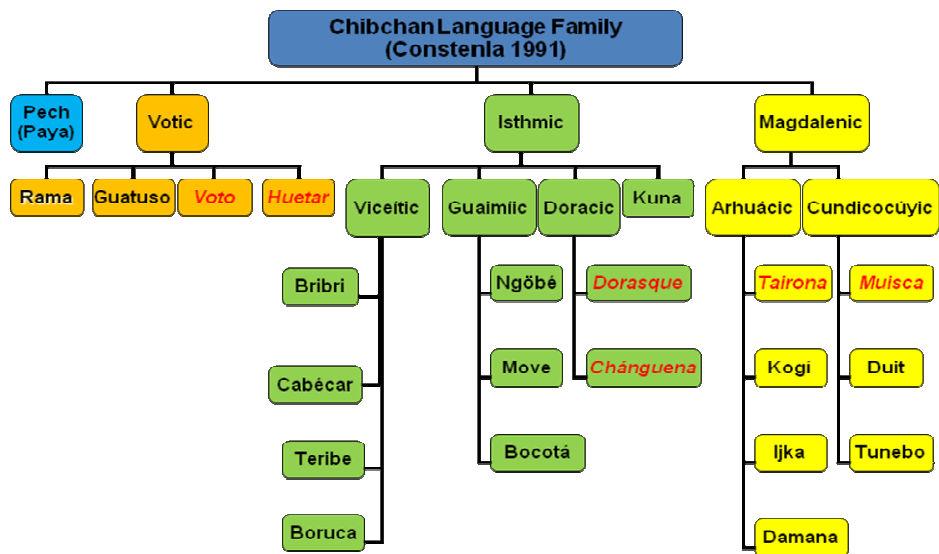 Chibchan Language Family
(Constenla 1991)
Pech
(Paya)
Votic
Isthmic
Magdalenic
Rama
Guatuso
Voto
Huetar
Viceític
Guaimíic
Doracic
Kuna
Arhuácic
Cundicocúyic
Bribri
Ngöbé
Dorasque
Tairona
Muisca
Cabécar
Move
Chánguena
Kogí
Duit
Teribe
Bocotá
Ijka
Tunebo
Boruca
Damana